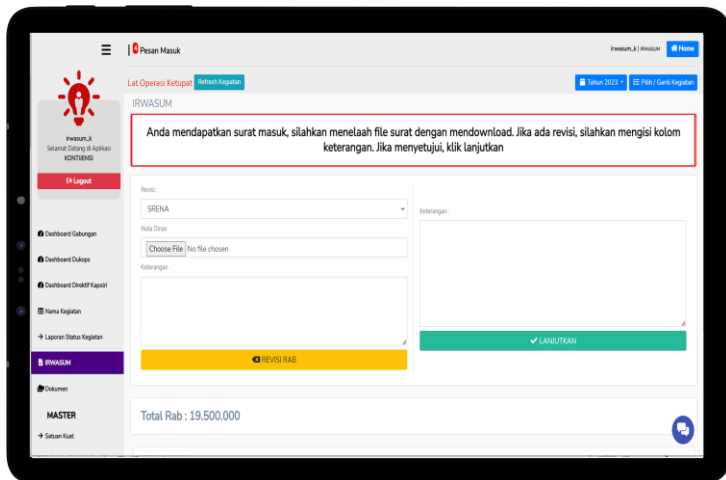 4 Pesan Masuk
irwasum_k | IRWASUM
Home
Lat Operasi Ketupat
Refresh Kegiatan
Tahun 2023
Pilih / Ganti Kegiatan
IRWASUM
irwasum_k
Selamat Datang di Aplikasi
KONTIJENSI
Logout
Anda mendapatkan surat masuk, silahkan menelaah file surat dengan mendownload. Jika ada revisi, silahkan mengisi kolom
keterangan. Jika menyetujui, klik lanjutkan
Dashboard Gabungan
Dashboard Dukops
Dashboard Direktif Kapolri
Nama Kegiatan
Laporan Status Kegiatan
IRWASUM
Dokumen
MASTER
Satuan Kuat
Revisi :
SRENA
Nota Dinas
Choose File No file chosen
Keterangan :
REVISI RAB
Keterangan :
LANJUTKAN
Total Rab : 19.500.000